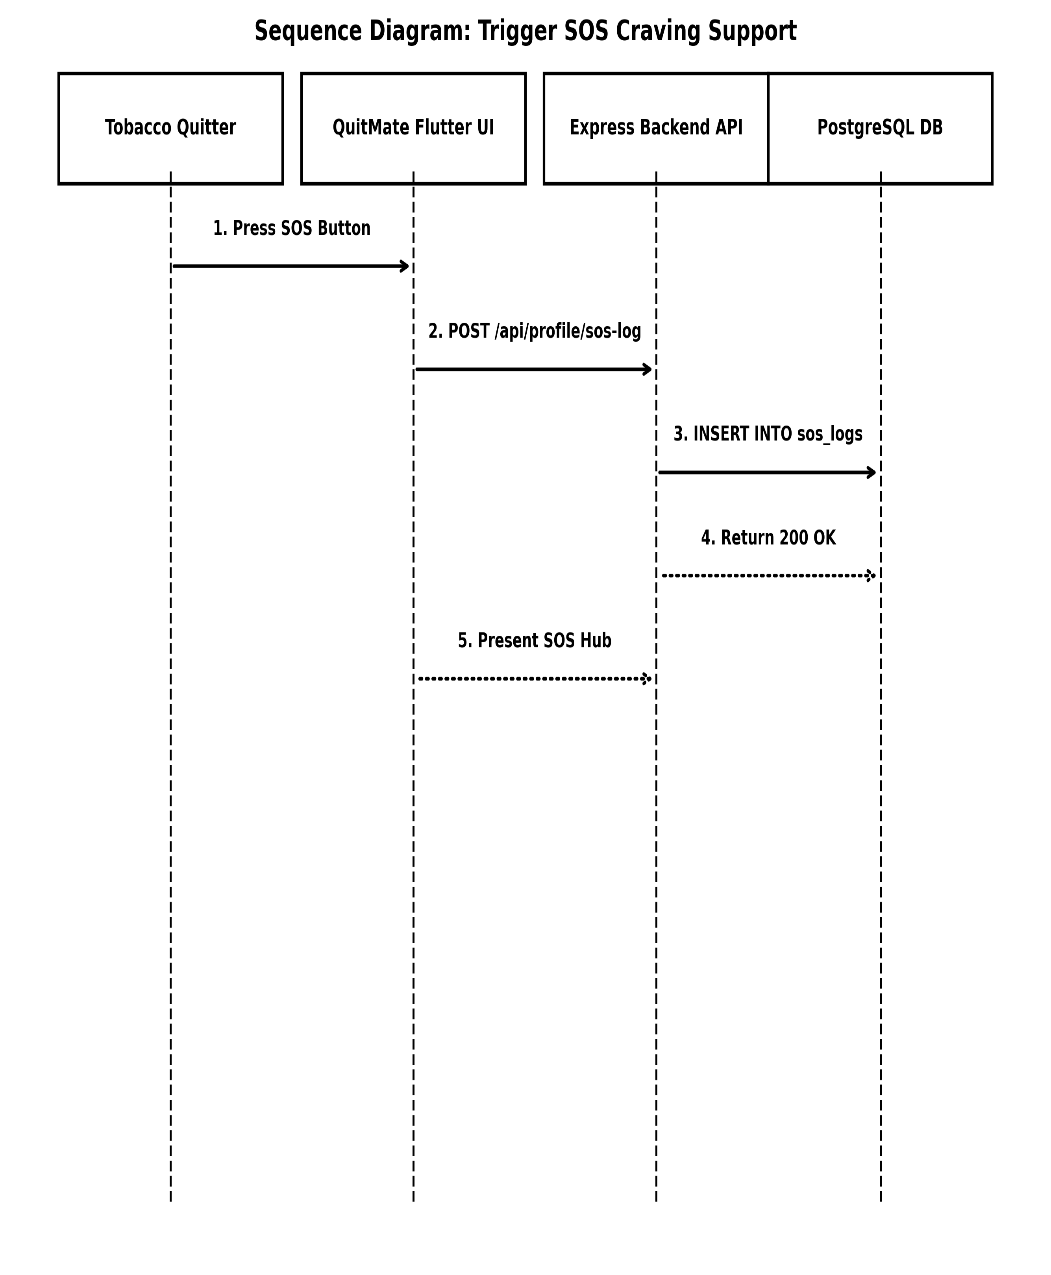 Sequence Diagram: Trigger SOS Craving Support
Tobacco Quitter
QuitMate Flutter UI
Express Backend API
PostgreSQL DB
1. Press SOS Button
2. POST /api/profile/sos-log
3. INSERT INTO sos_logs
4. Return 200 OK
5. Present SOS Hub